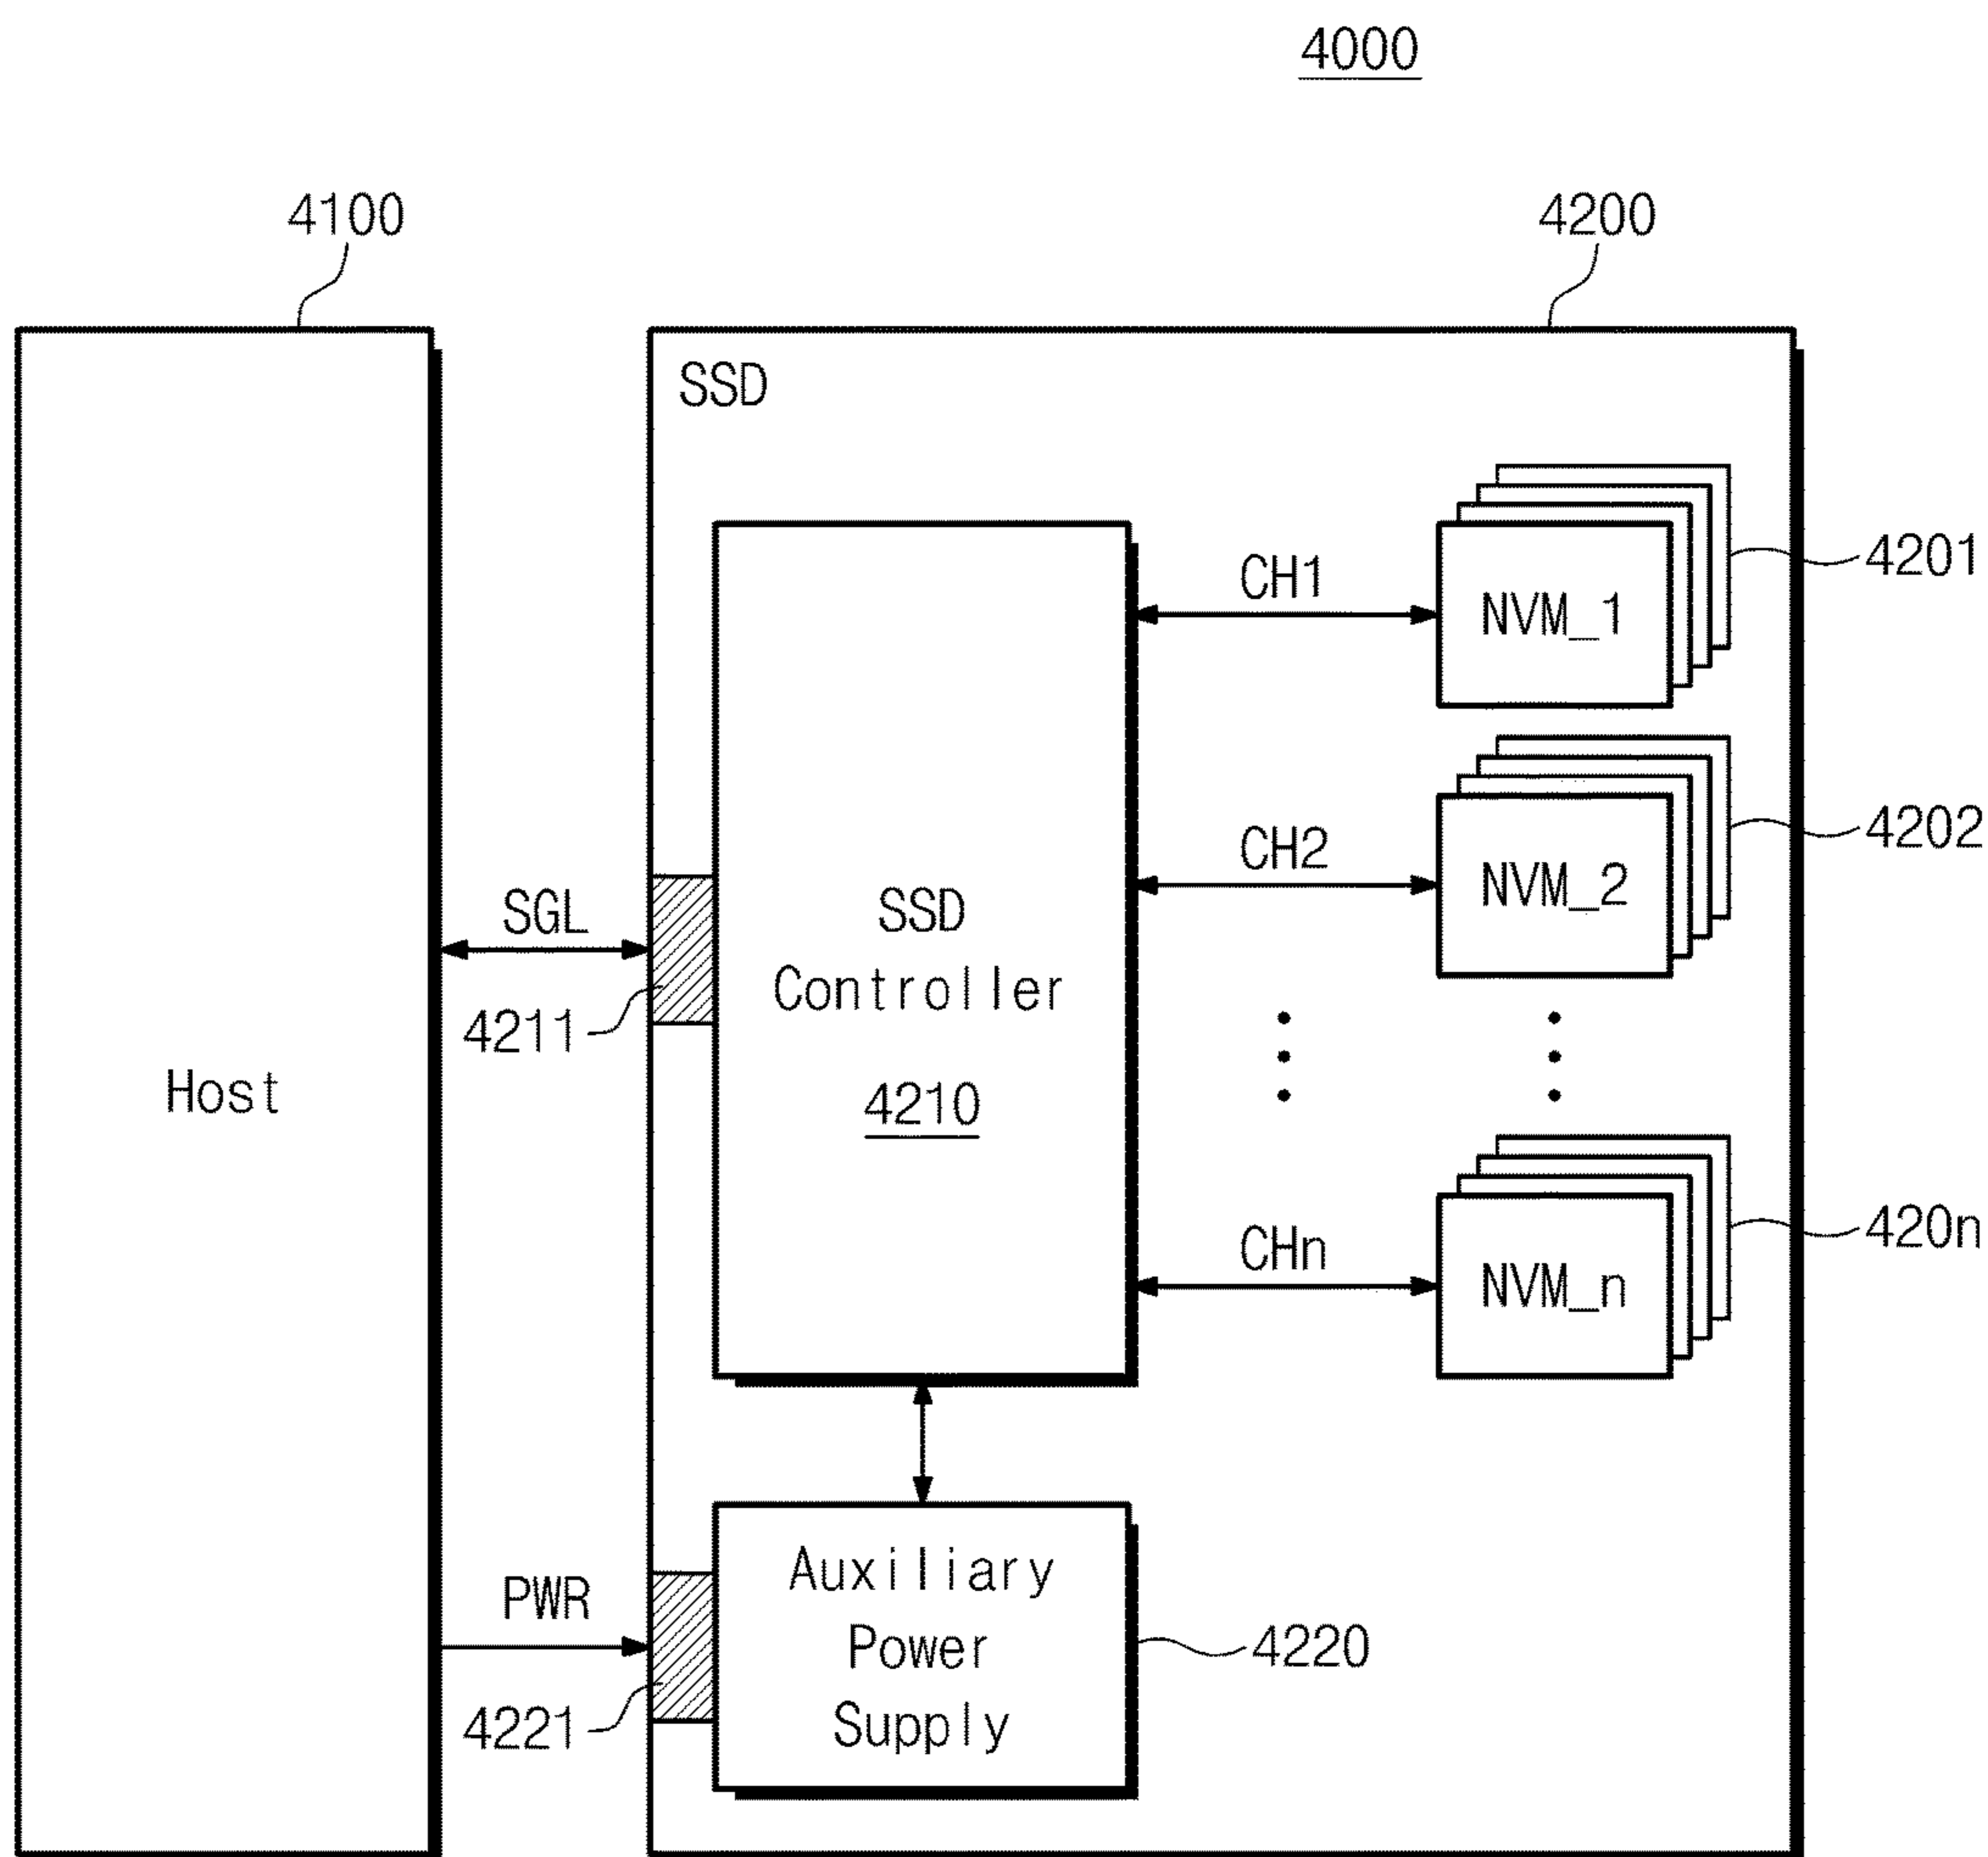 4000
4100
4200
SSD
4201
CH1
NVM_1
4202
CH2
NVM_2
SGL
SSD
Controller
4211
4210
Host
420n
CHn
NVM_n
Auxiliary
PWR
Power
4220
4221
Supply